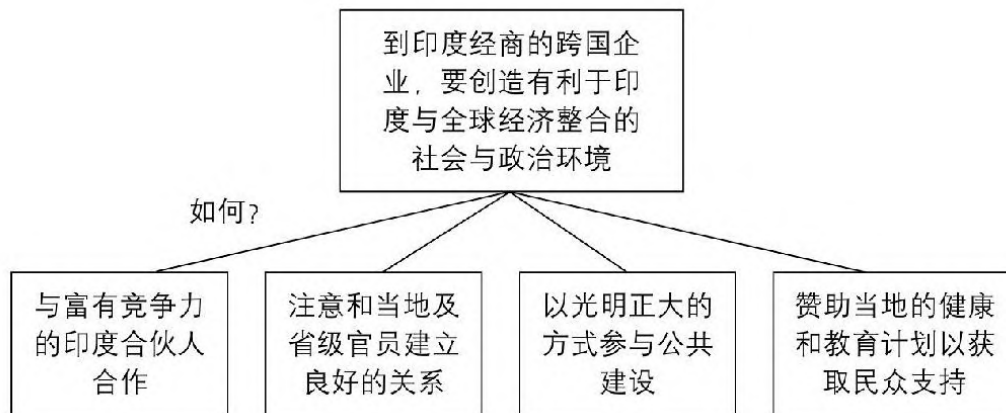 到印度经商的跨国企
业，要创造有利于印
度与全球经济整合的
社会与政治环境
如何？
与富有竞争力
的印度合伙人
合作
注意和当地及
省级官员建立
良好的关系
以光明正大的
方式参与公共
建设
赞助当地的健康
和教育计划以获
取民众支持